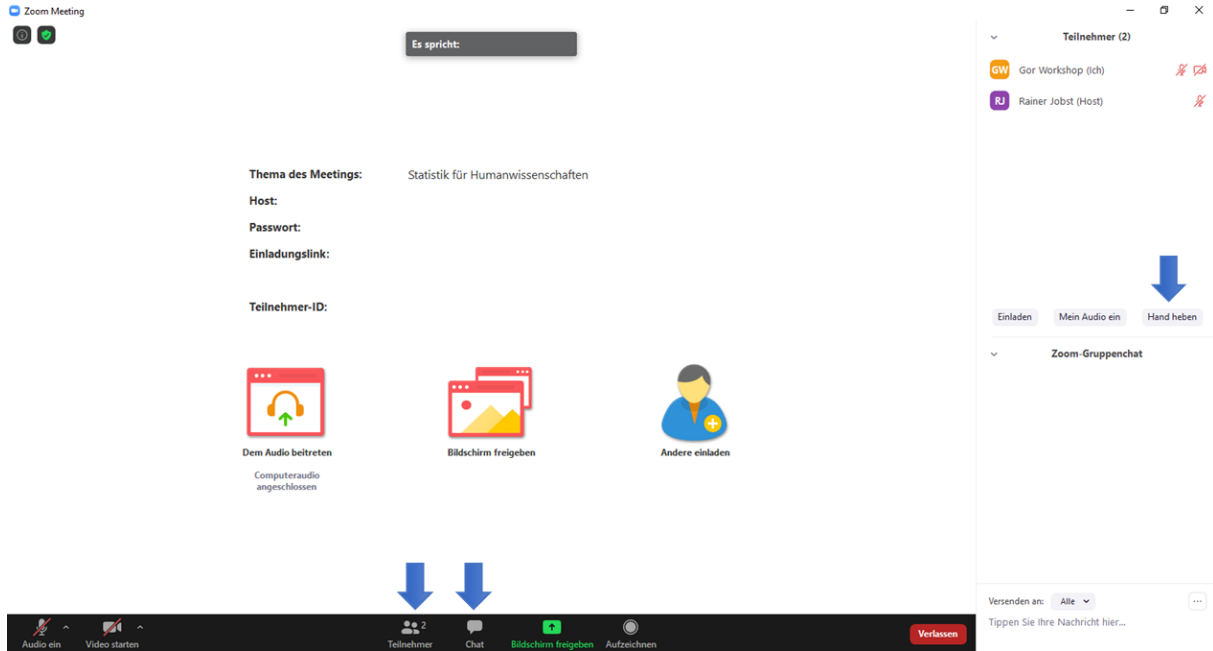 Zoom Meeting
Es spricht:
Thema des Meetings: Statistik für Humanwissenschaften
Host:
Passwort:
Einladungslink:
Teilnehmer-ID:
Dem Audio beitreten
Computeraudio
angeschlossen
Bildschirm freigeben
Andere einladen
Audio ein
Video starten
2
Teilnehmer
Chat
Bildschirm freigeben
Aufzeichnen
Verlassen
Teilnehmer (2)
GW Gor Workshop (Ich)
RJ Rainer Jobst (Host)
Einladen Mein Audio ein Hand heben
Zoom-Gruppenchat
Versenden an: Alle
Tippen Sie Ihre Nachricht hier...